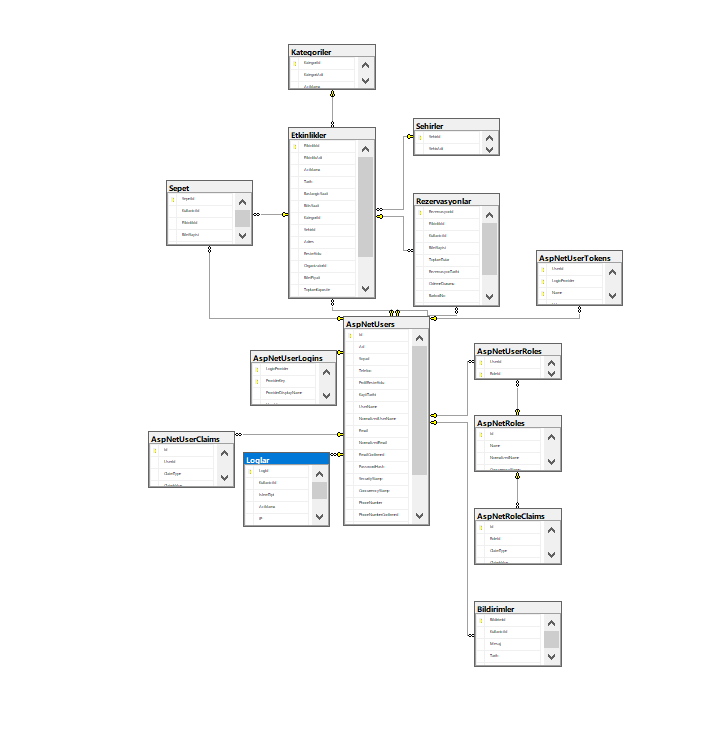 Kategoriler
KategoriId
KategoriAdi
Aciklama
Etkinlikler
EtkinlikId
EtkinlikAdi
Aciklama
Tarih
BaslangicSaati
BitisSaati
KategoriId
SehirId
Adres
OrganizatorId
BiletFiyati
ToplamKapasite
Sehirler
SehirId
SehirAdi
Sepet
SepetId
KullaniciId
EtkinlikId
BiletSayisi
Rezervasyonlar
RezervasyonId
EtkinlikId
KullaniciId
BiletSayisi
ToplamTutar
RezervasyonTarihi
OdemeDurumu
AspNetUserTokens
UserId
LoginProvider
Name
AspNetUsers
Id
Ad
Soyad
Telefon
KayitTarihi
UserName
NormalizedUserName
Email
NormalizedEmail
EmailConfirmed
PasswordHash
SecurityStamp
ConcurrencyStamp
PhoneNumber
PhoneNumberConfirmed
AspNetUserLogins
LoginProvider
ProviderKey
ProviderDisplayName
AspNetUserRoles
UserId
RoleId
AspNetUserClaims
Id
UserId
ClaimType
ClaimValue
Loglar
LogId
KullaniciId
IslemTipi
Aciklama
IP
AspNetRoles
Id
Name
NormalizedName
ConcurrencyStamp
AspNetRoleClaims
Id
RoleId
ClaimType
ClaimValue
Bildirimler
BildirimId
KullaniciId
Mesaj
Tarih